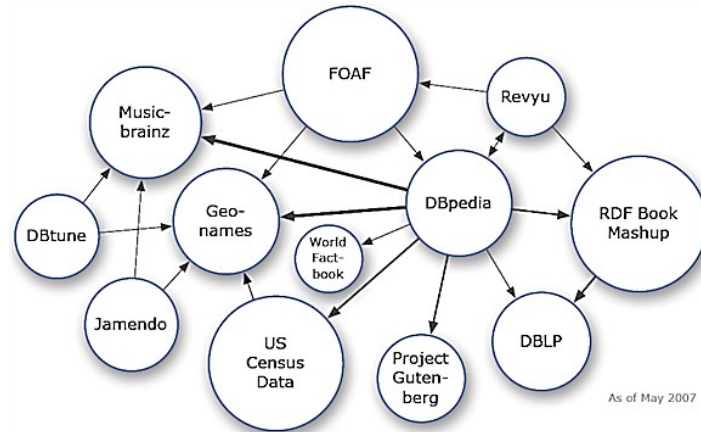 FOAF
Music-
brainz
Revyu
DBpedia
RDF Book
Mashup
Geo-
names
DBtune
World
Fact-
book
Jamendo
US
Census
Data
Project
Guten-
berg
DBLP
As of May 2007